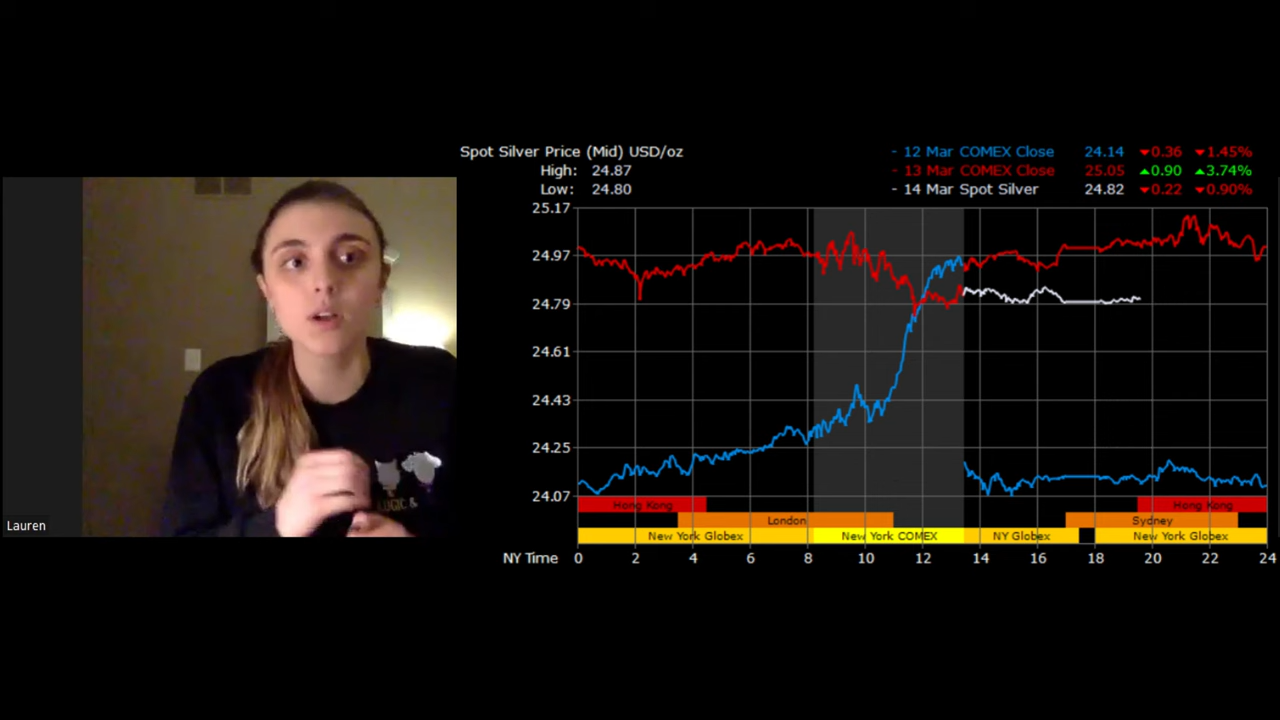 Spot Silver Price (Mid) USD/oz
High: 24.87
Low: 24.80
- 12 Mar COMEX Close 24.14 ▼0.36 ▼1.45%
- 13 Mar COMEX Close 25.05 ▲0.90 ▲3.74%
- 14 Mar Spot Silver 24.82 ▼0.22 ▼0.90%
25.17
24.97
24.79
24.61
24.43
24.25
24.07
Hong Kong Hong Kong
London Sydney
New York Globex New York COMEX NY Globex New York Globex
NY Time 0 2 4 6 8 10 12 14 16 18 20 22 24
LOGIC &
Lauren